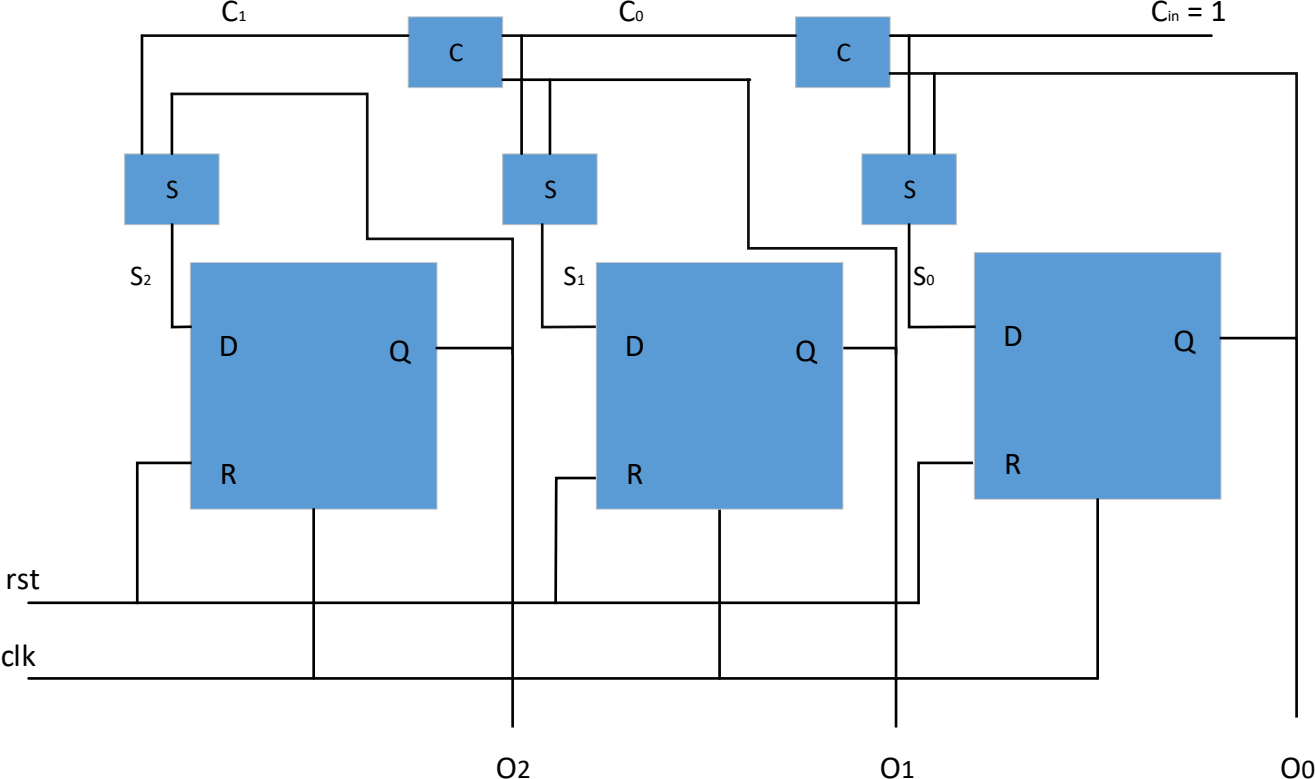 C₁ C₀ Cᵢₙ = 1
C C
S S S
S₂ S₁ S₀
D Q D Q D Q
R R R
rst
clk
O2 O1 O0